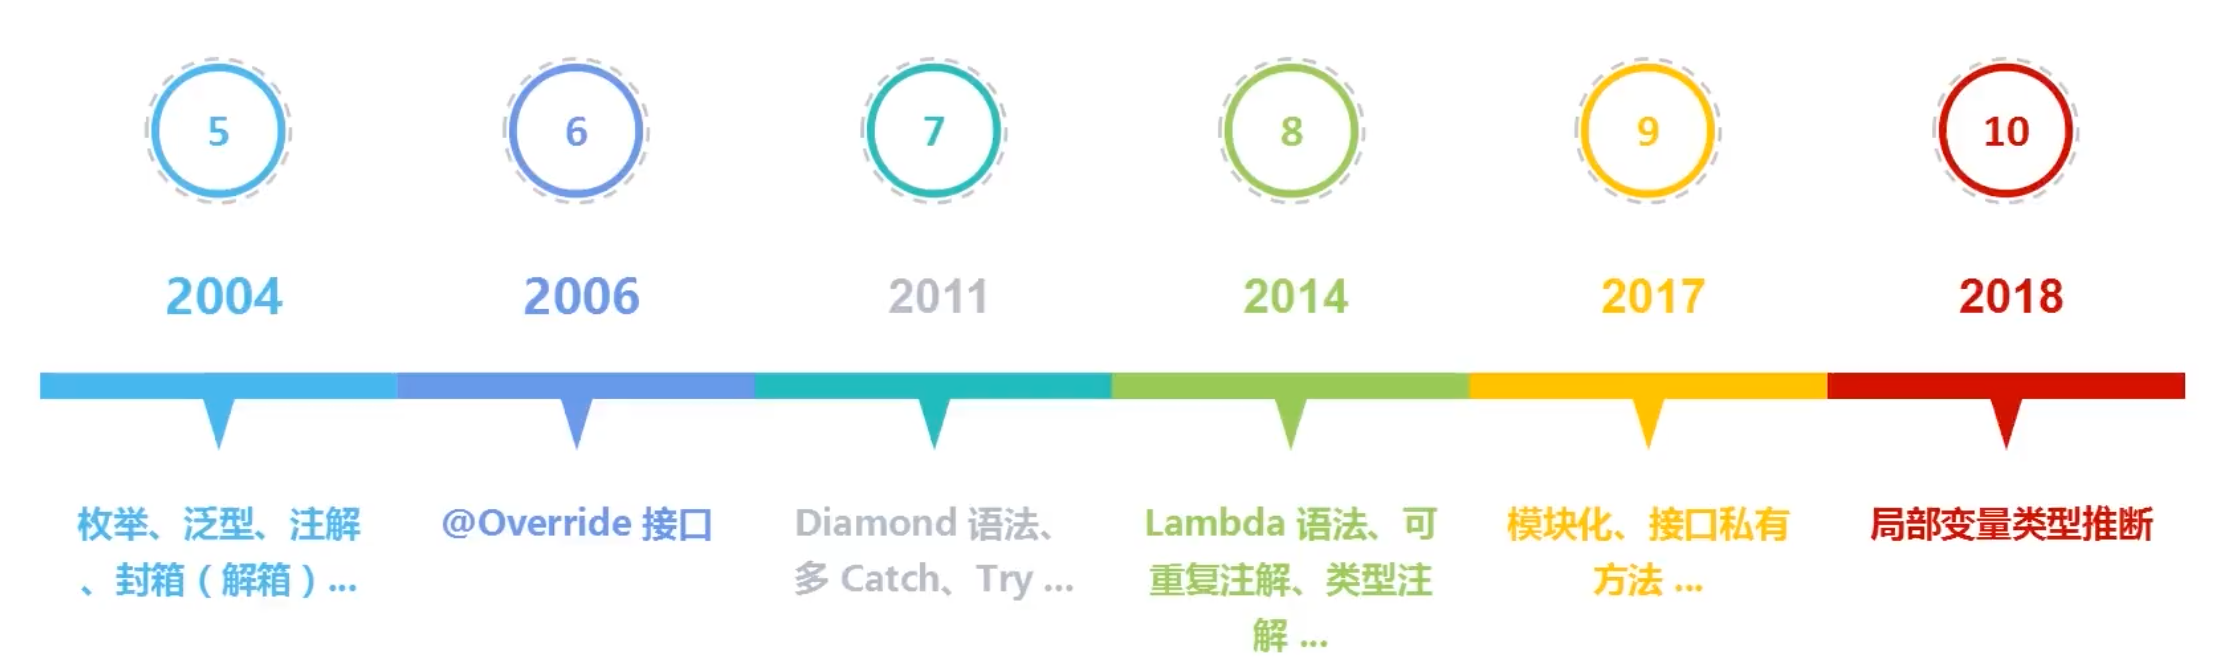 5
6
7
8
9
10
2004
2006
2011
2014
2017
2018
枚举、泛型、注解
、封箱（解箱）...
@Override 接口
Diamond 语法、
多 Catch、Try ...
Lambda 语法、可
重复注解、类型注
解 ...
模块化、接口私有
方法 ...
局部变量类型推断